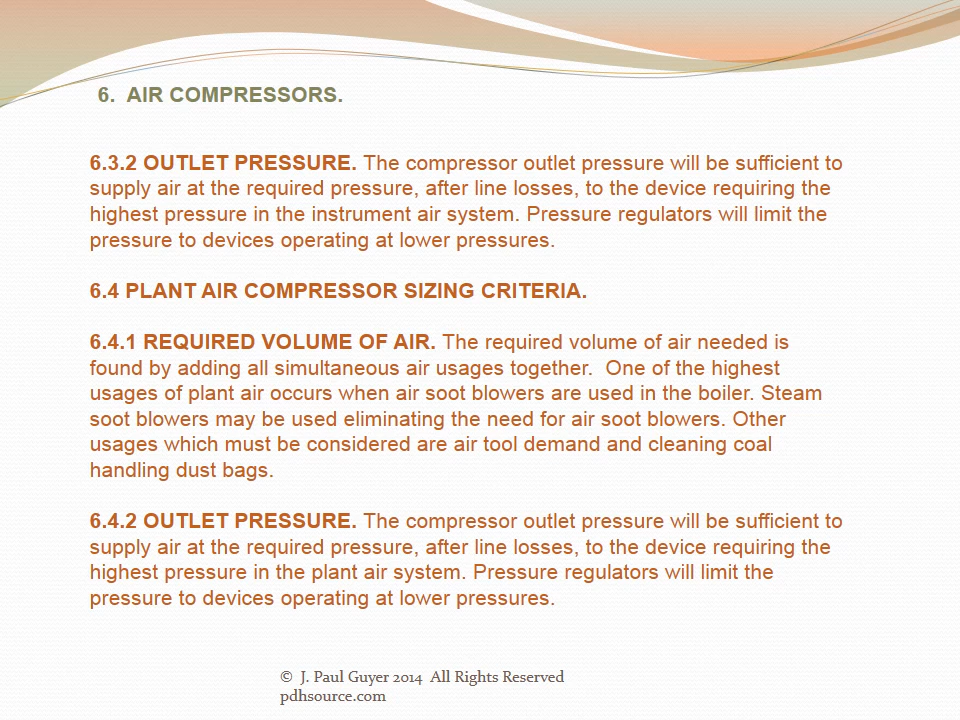 6.  AIR COMPRESSORS.
6.3.2 OUTLET PRESSURE. The compressor outlet pressure will be sufficient to
supply air at the required pressure, after line losses, to the device requiring the
highest pressure in the instrument air system. Pressure regulators will limit the
pressure to devices operating at lower pressures.
6.4 PLANT AIR COMPRESSOR SIZING CRITERIA.
6.4.1 REQUIRED VOLUME OF AIR. The required volume of air needed is
found by adding all simultaneous air usages together.  One of the highest
usages of plant air occurs when air soot blowers are used in the boiler. Steam
soot blowers may be used eliminating the need for air soot blowers. Other
usages which must be considered are air tool demand and cleaning coal
handling dust bags.
6.4.2 OUTLET PRESSURE. The compressor outlet pressure will be sufficient to
supply air at the required pressure, after line losses, to the device requiring the
highest pressure in the plant air system. Pressure regulators will limit the
pressure to devices operating at lower pressures.
©  J. Paul Guyer 2014  All Rights Reserved
pdhsource.com